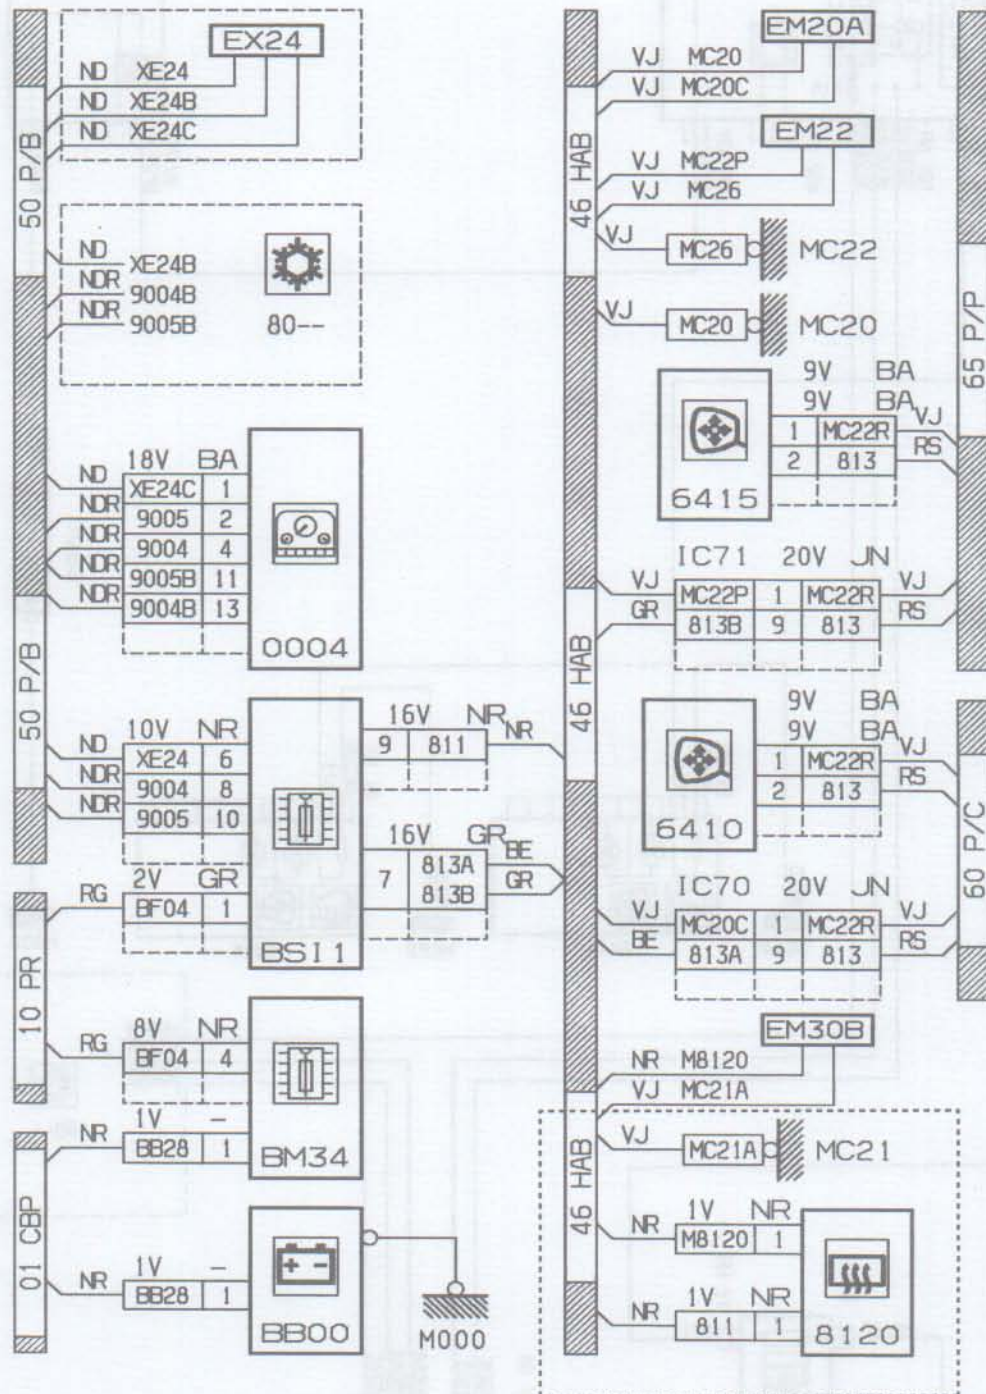 EX24
ND XE24
ND XE24B
ND XE24C
50 P/B
ND XE24B
NDR 9004B
NDR 9005B
80--
18V BA
ND XE24C 1
NDR 9005 2
NDR 9004 4
NDR 9005B 11
NDR 9004B 13
0004
50 P/B
10V NR
ND XE24 6
NDR 9004 8
NDR 9005 10
2V GR
RG BF04 1
BSI1
16V NR
9 811 NR
16V GR
7 813A BE
813B GR
10 PR
8V NR
RG BF04 4
1V -
NR BB28 1
BM34
01 CBP
1V -
NR BB28 1
BB00
+ -
M000
EM20A
VJ MC20
VJ MC20C
EM22
VJ MC22P
VJ MC26
46 HAB
VJ MC26 MC22
VJ MC20 MC20
9V BA
9V BA
1 MC22R VJ
2 813 RS
6415
65 P/P
IC71 20V JN
VJ MC22P 1 MC22R VJ
GR 813B 9 813 RS
46 HAB
9V BA
9V BA
1 MC22R VJ
2 813 RS
6410
60 P/C
IC70 20V JN
VJ MC20C 1 MC22R VJ
BE 813A 9 813 RS
EM30B
NR M8120
VJ MC21A
46 HAB
VJ MC21A MC21
1V NR
NR M8120 1
1V NR
NR 811 1
8120